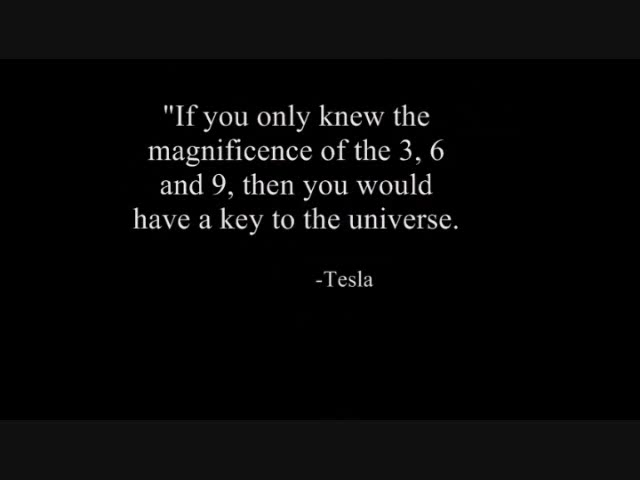 "If you only knew the
magnificence of the 3, 6
and 9, then you would
have a key to the universe.
-Tesla